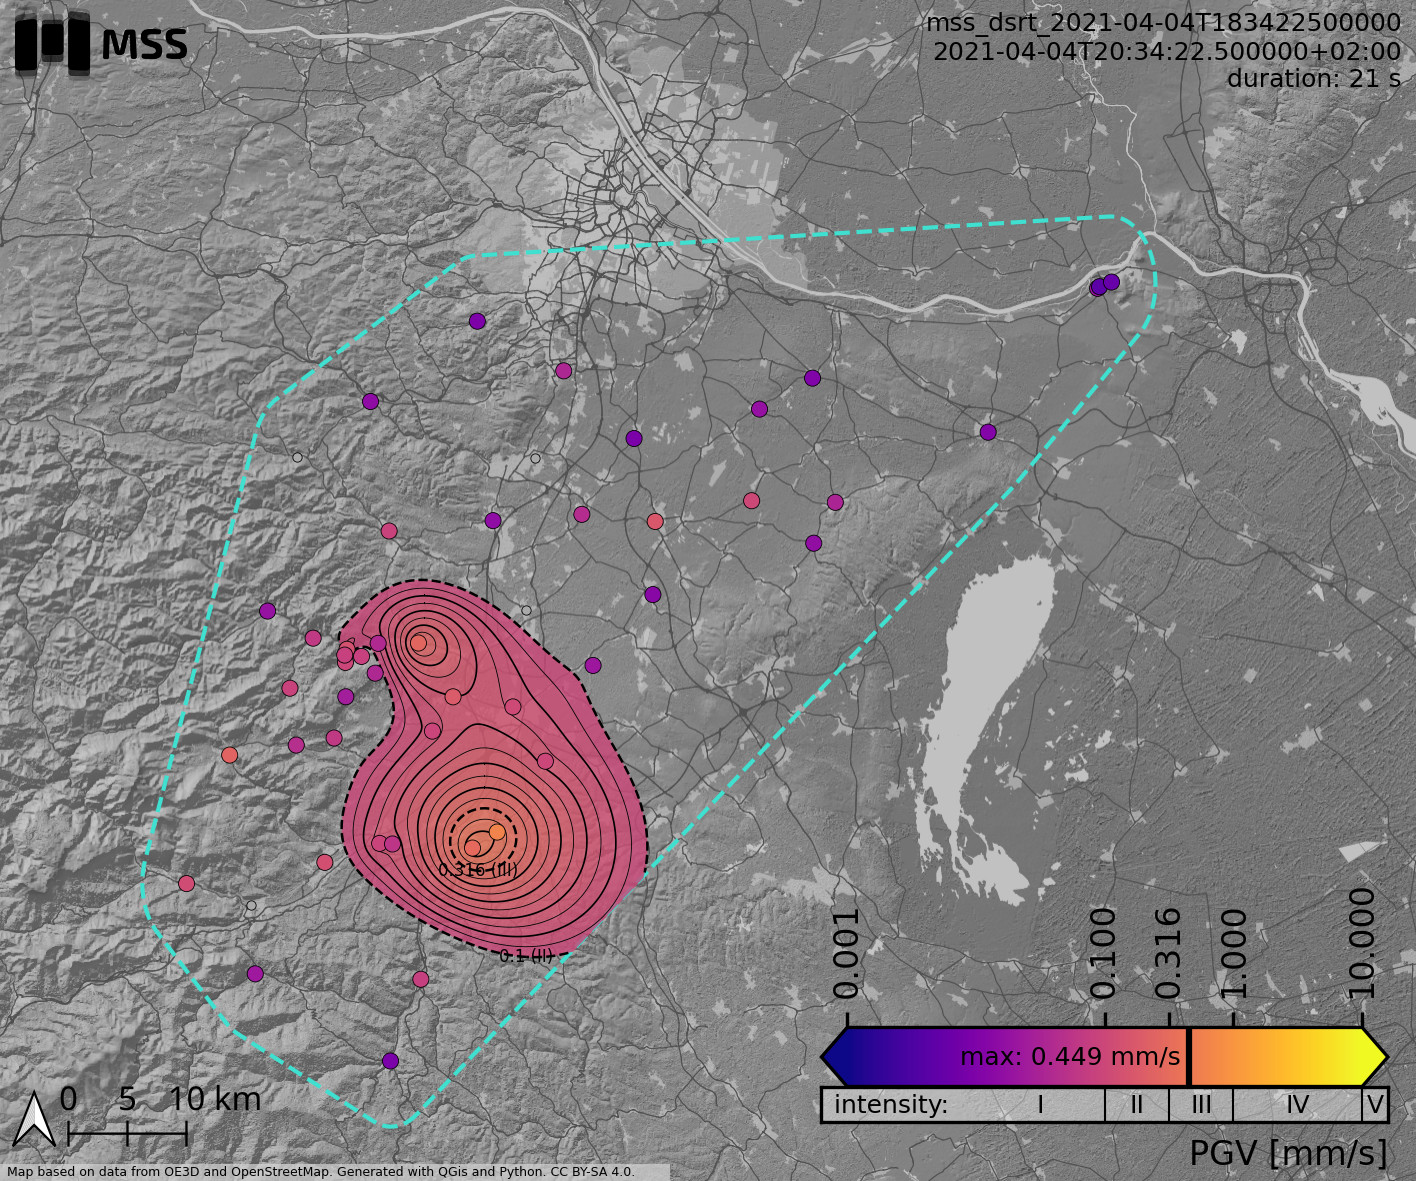 MSS
mss_dsrt_2021-04-04T183422500000
2021-04-04T20:34:22.500000+02:00
duration: 21 s
0.316 (III)
0.1 (II)
0.001
0.100
0.316
1.000
10.000
max: 0.449 mm/s
intensity: I II III IV V
PGV [mm/s]
0 5 10 km
Map based on data from OE3D and OpenStreetMap. Generated with QGis and Python. CC BY-SA 4.0.